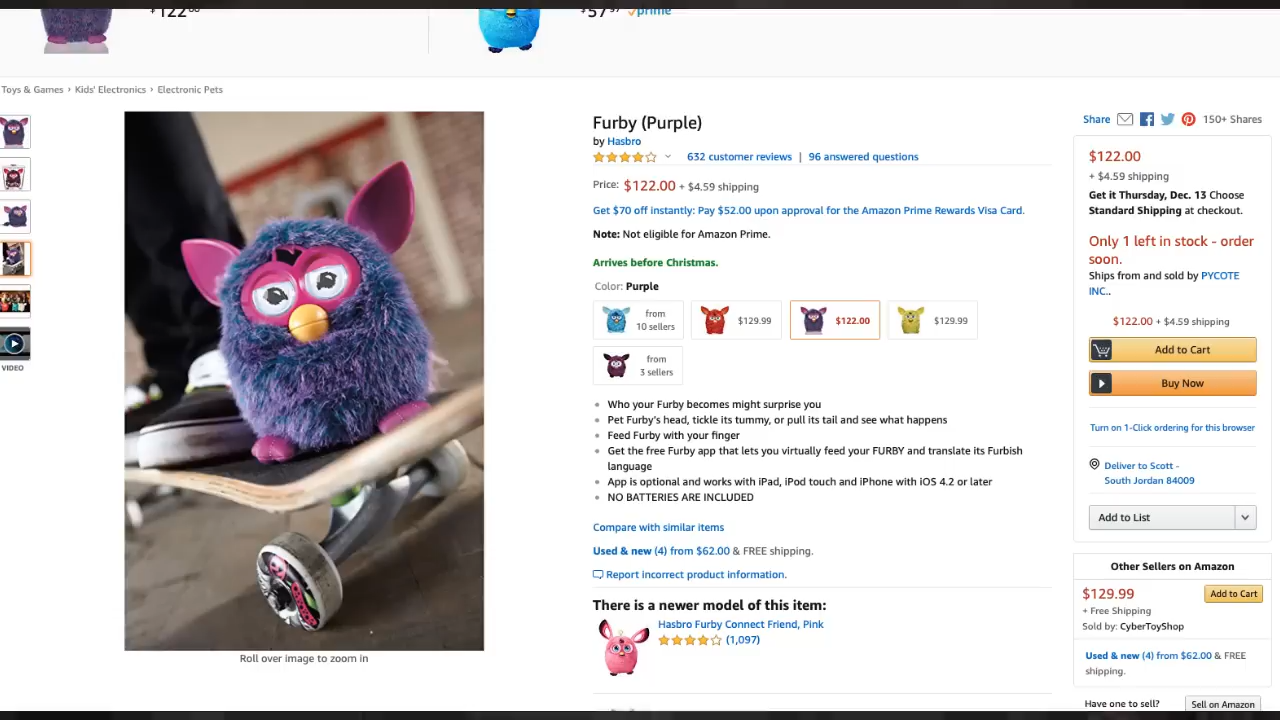 $122.00
$57.97 prime
Toys & Games › Kids' Electronics › Electronic Pets
VIDEO
Roll over image to zoom in
Furby (Purple)
by Hasbro
632 customer reviews | 96 answered questions
Price: $122.00 + $4.59 shipping
Get $70 off instantly: Pay $52.00 upon approval for the Amazon Prime Rewards Visa Card.
Note: Not eligible for Amazon Prime.
Arrives before Christmas.
Color: Purple
from
10 sellers
$129.99
$122.00
$129.99
from
3 sellers
Who your Furby becomes might surprise you
Pet Furby's head, tickle its tummy, or pull its tail and see what happens
Feed Furby with your finger
Get the free Furby app that lets you virtually feed your FURBY and translate its Furbish
language
App is optional and works with iPad, iPod touch and iPhone with iOS 4.2 or later
NO BATTERIES ARE INCLUDED
Compare with similar items
Used & new (4) from $62.00 & FREE shipping.
Report incorrect product information.
There is a newer model of this item:
Hasbro Furby Connect Friend, Pink
(1,097)
Share 150+ Shares
$122.00
+ $4.59 shipping
Get it Thursday, Dec. 13 Choose
Standard Shipping at checkout.
Only 1 left in stock - order
soon.
Ships from and sold by PYCOTE
INC..
$122.00 + $4.59 shipping
Add to Cart
Buy Now
Turn on 1-Click ordering for this browser
Deliver to Scott -
South Jordan 84009
Add to List
Other Sellers on Amazon
$129.99 Add to Cart
+ Free Shipping
Sold by: CyberToyShop
Used & new (4) from $62.00 & FREE
shipping.
Have one to sell? Sell on Amazon